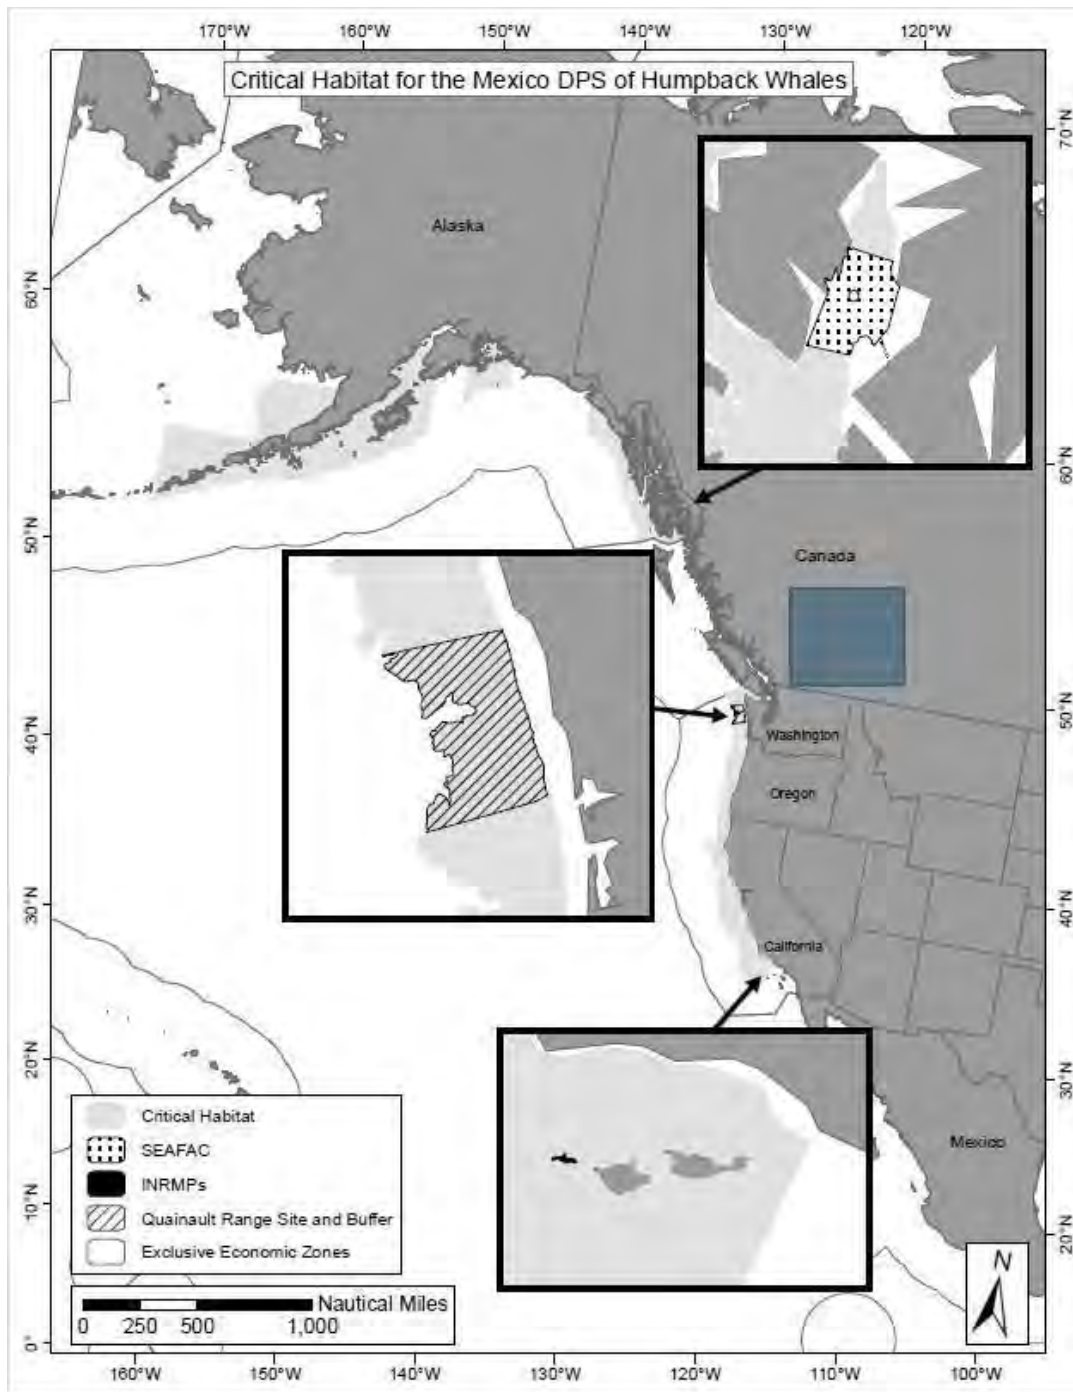 170°W 160°W 150°W 140°W 130°W 120°W
Critical Habitat for the Mexico DPS of Humpback Whales
70°N
Alaska
60°N
60°N
50°N
Canada
50°N
40°N
Washington
Oregon
30°N
40°N
California
20°N
30°N
Critical Habitat
SEAFAC
Mexico
INRMPs
10°N
Quainault Range Site and Buffer
20°N
Exclusive Economic Zones
N
Nautical Miles
0 250 500 1,000
0°
160°W 150°W 140°W 130°W 120°W 110°W 100°W